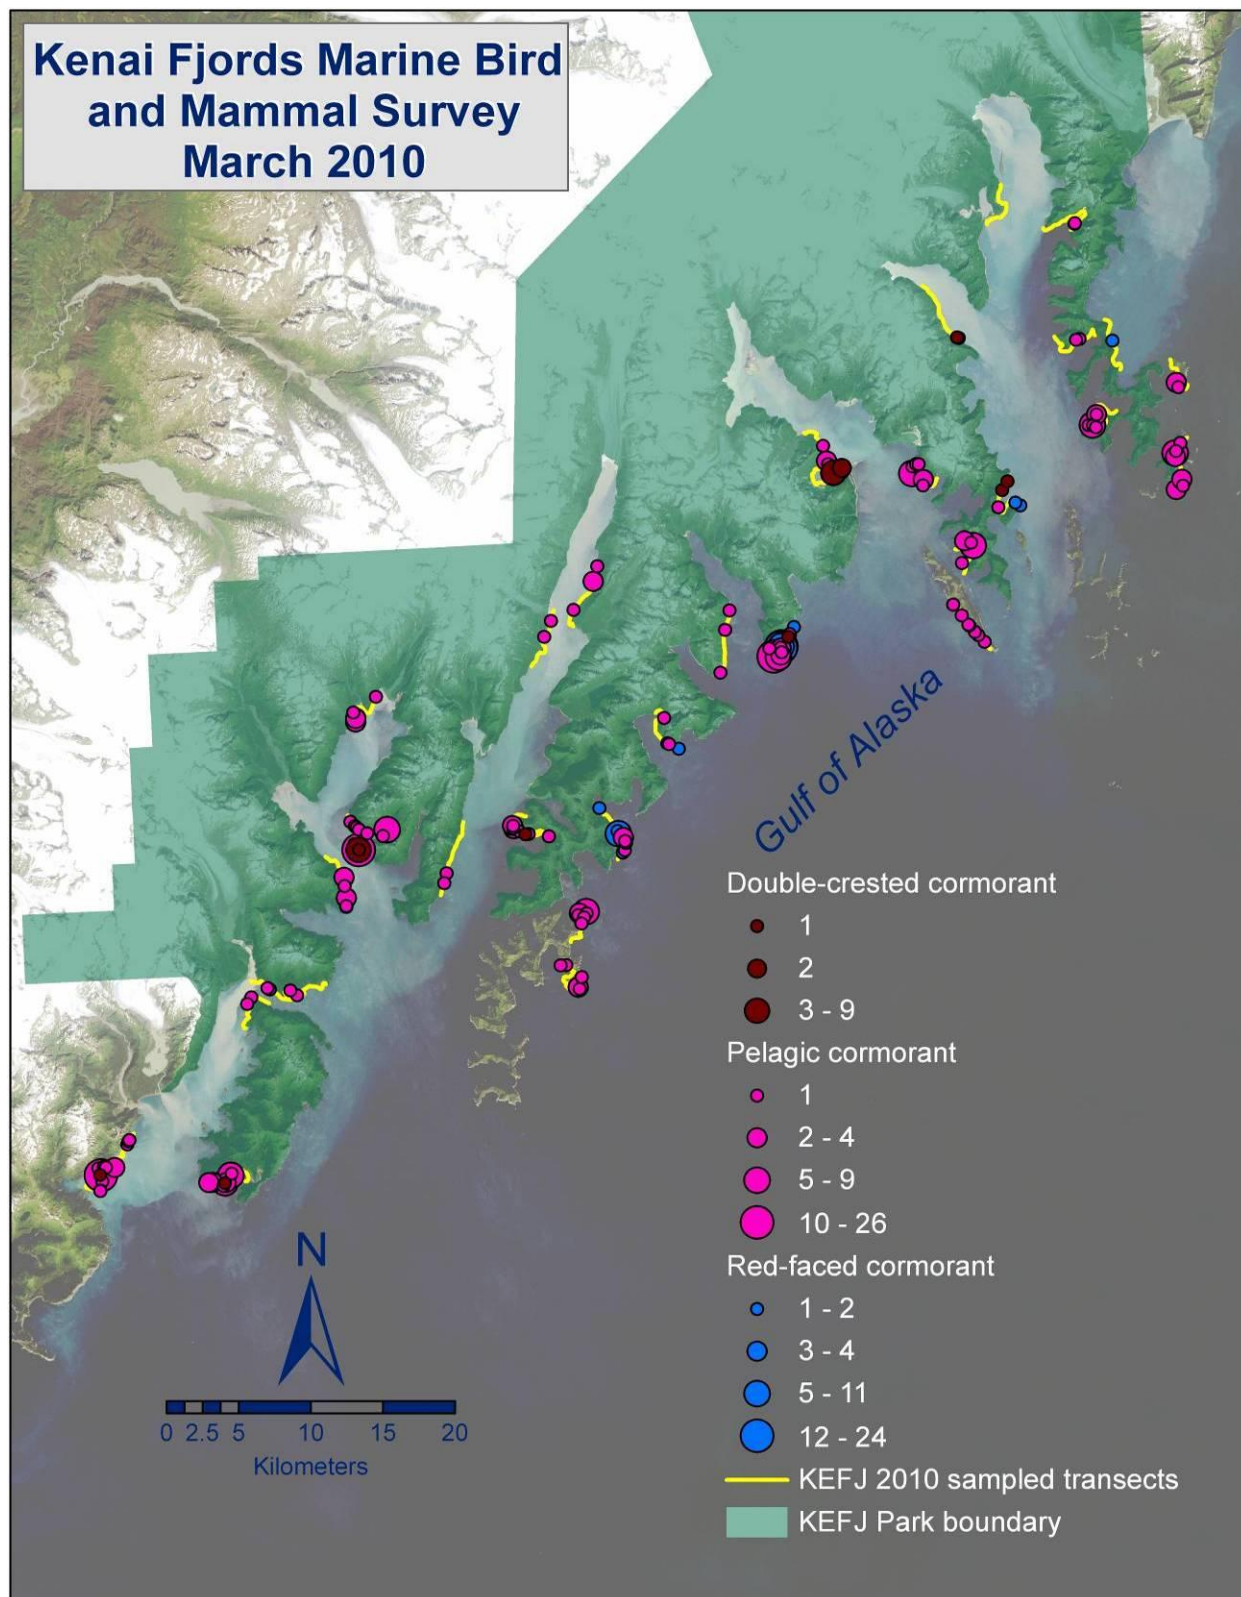 Kenai Fjords Marine Bird
and Mammal Survey
March 2010
Gulf of Alaska
Double-crested cormorant
1
2
3 - 9
Pelagic cormorant
1
2 - 4
5 - 9
10 - 26
Red-faced cormorant
1 - 2
3 - 4
5 - 11
12 - 24
KEFJ 2010 sampled transects
KEFJ Park boundary
N
0 2.5 5 10 15 20
Kilometers